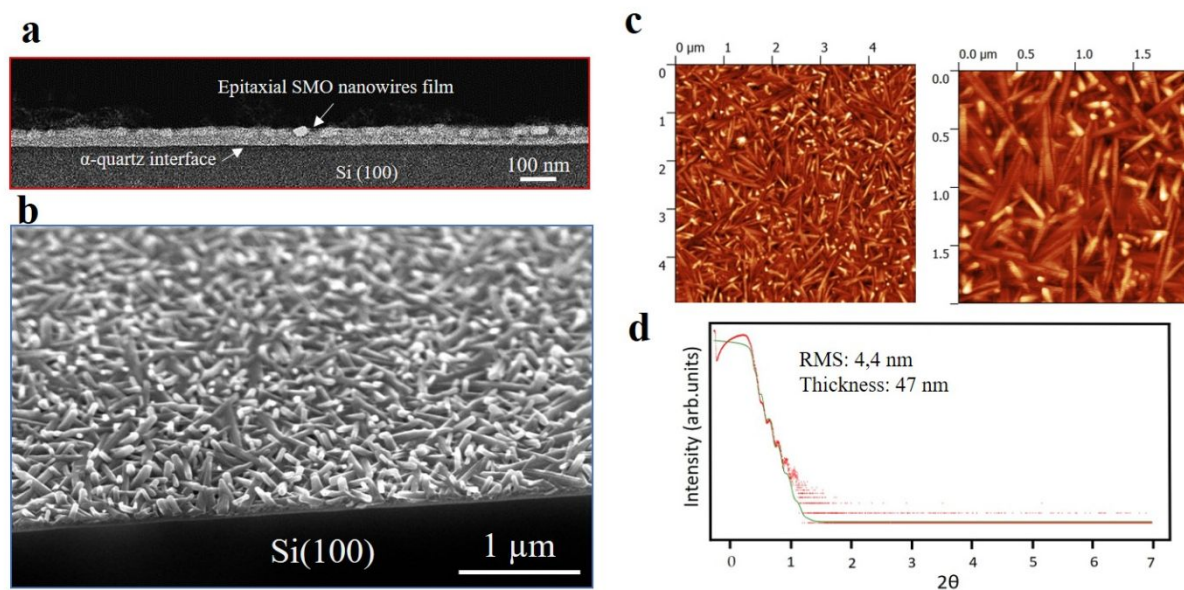 a
Epitaxial SMO nanowires film
α-quartz interface
Si (100)
100 nm
b
Si(100)
1 µm
c
0 µm 1 2 3 4
0
1
2
3
4
0.0 µm 0.5 1.0 1.5
0.0
0.5
1.0
1.5
d
RMS: 4,4 nm
Thickness: 47 nm
Intensity (arb.units)
0 1 2 3 4 5 6 7
2θ